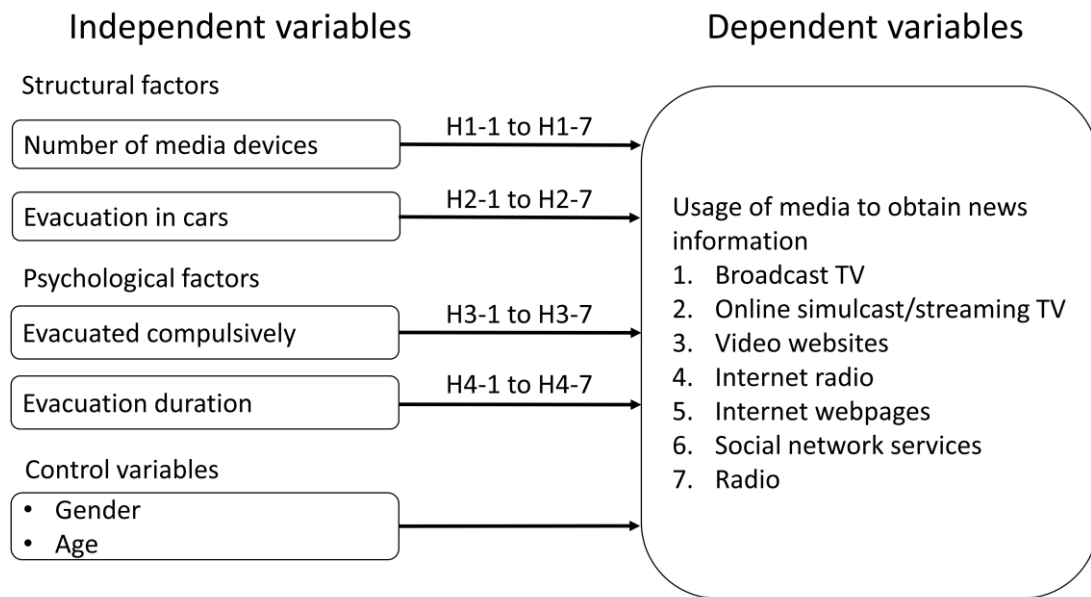 Independent variables
Dependent variables
Structural factors
Number of media devices
H1-1 to H1-7
Evacuation in cars
H2-1 to H2-7
Psychological factors
Evacuated compulsively
H3-1 to H3-7
Evacuation duration
H4-1 to H4-7
Control variables
• Gender
• Age
Usage of media to obtain news
information
1. Broadcast TV
2. Online simulcast/streaming TV
3. Video websites
4. Internet radio
5. Internet webpages
6. Social network services
7. Radio